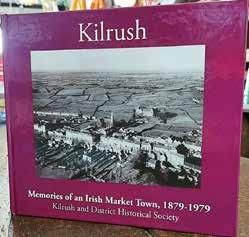 Kilrush
Memories of an Irish Market Town, 1879-1979
Kilrush and District Historical Society